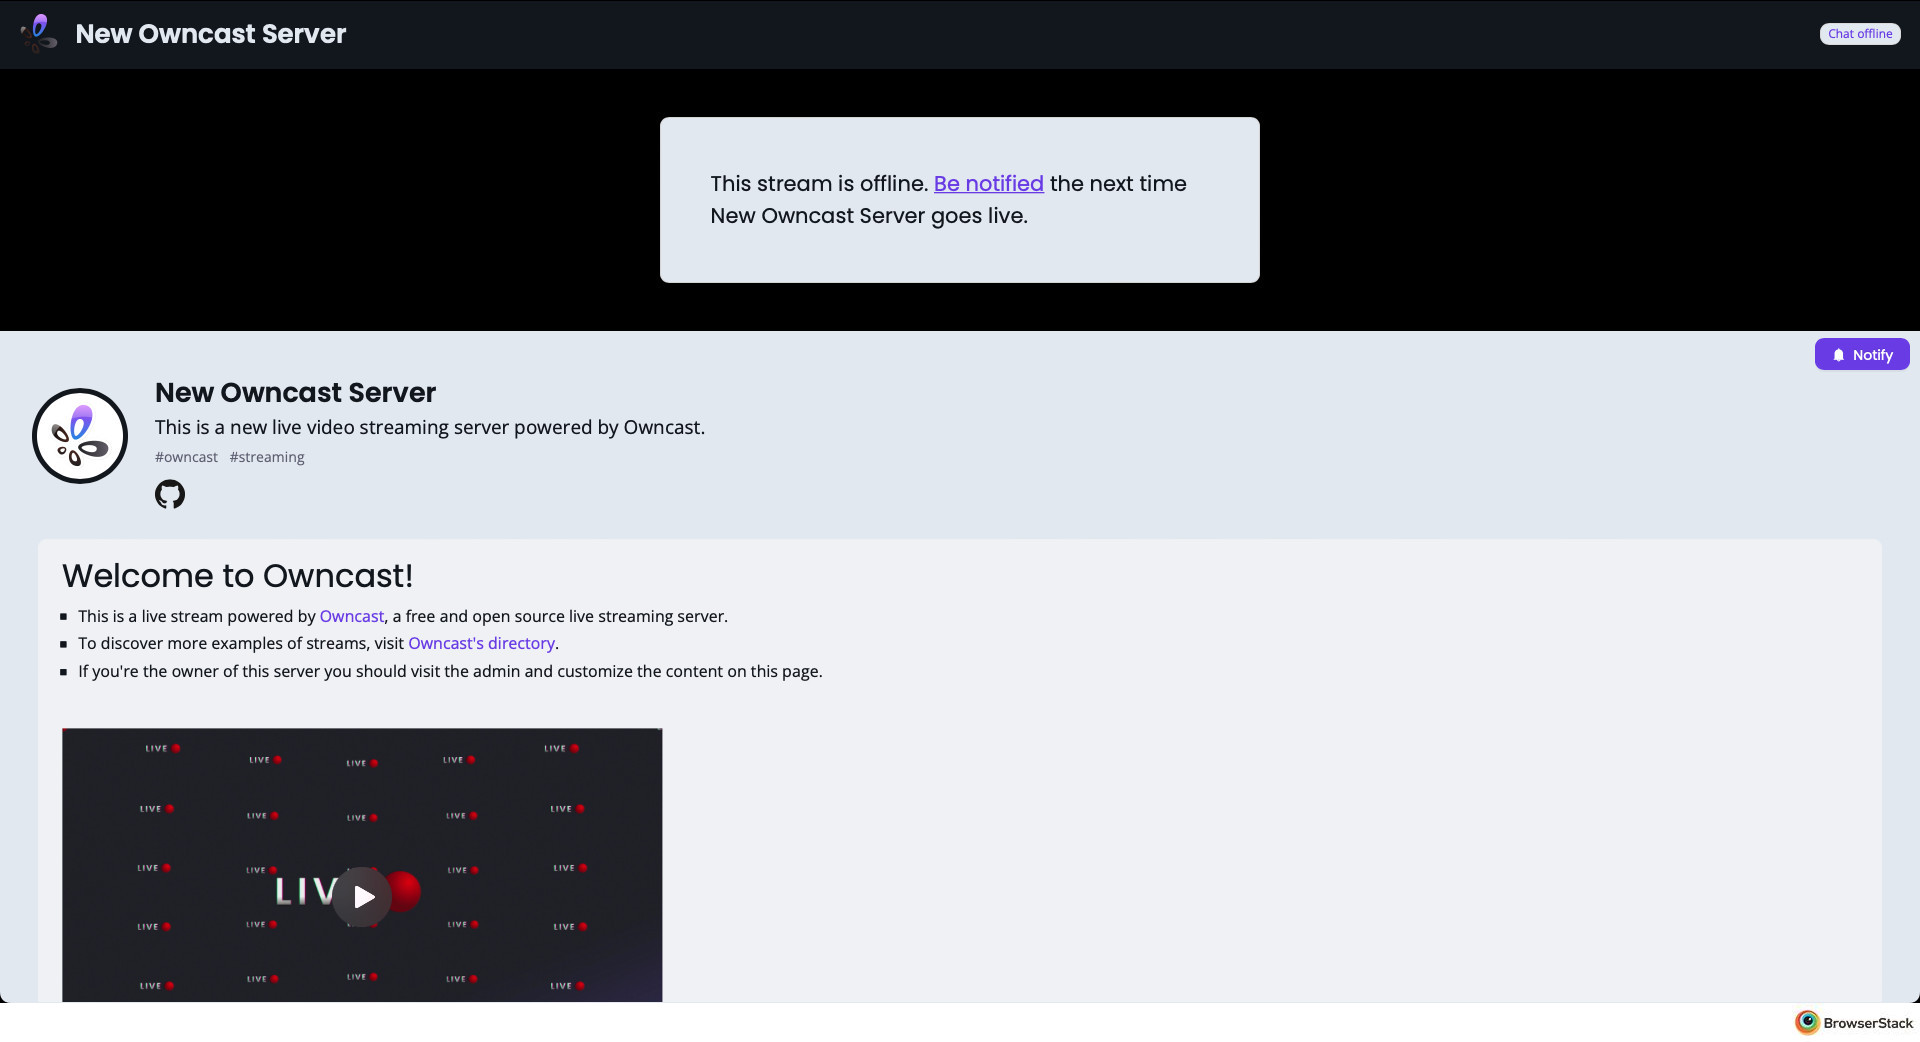 New Owncast Server
Chat offline
This stream is offline. Be notified the next time
New Owncast Server goes live.
Notify
New Owncast Server
This is a new live video streaming server powered by Owncast.
#owncast #streaming
Welcome to Owncast!
This is a live stream powered by Owncast, a free and open source live streaming server.
To discover more examples of streams, visit Owncast's directory.
If you're the owner of this server you should visit the admin and customize the content on this page.
LIVE LIVE LIVE LIVE LIVE
LIVE LIVE LIVE LIVE LIVE
LIVE LIVE LIVE LIVE
LIV
LIVE LIVE LIVE LIVE
LIVE LIVE LIVE LIVE LIVE
BrowserStack